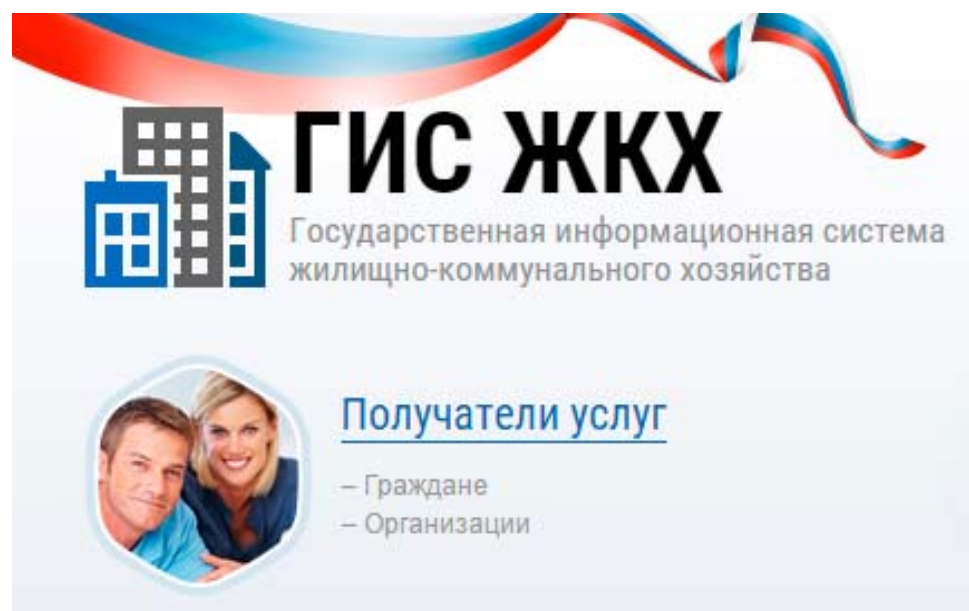 ГИС ЖКХ
Государственная информационная система
жилищно-коммунального хозяйства
Получатели услуг
– Граждане
– Организации